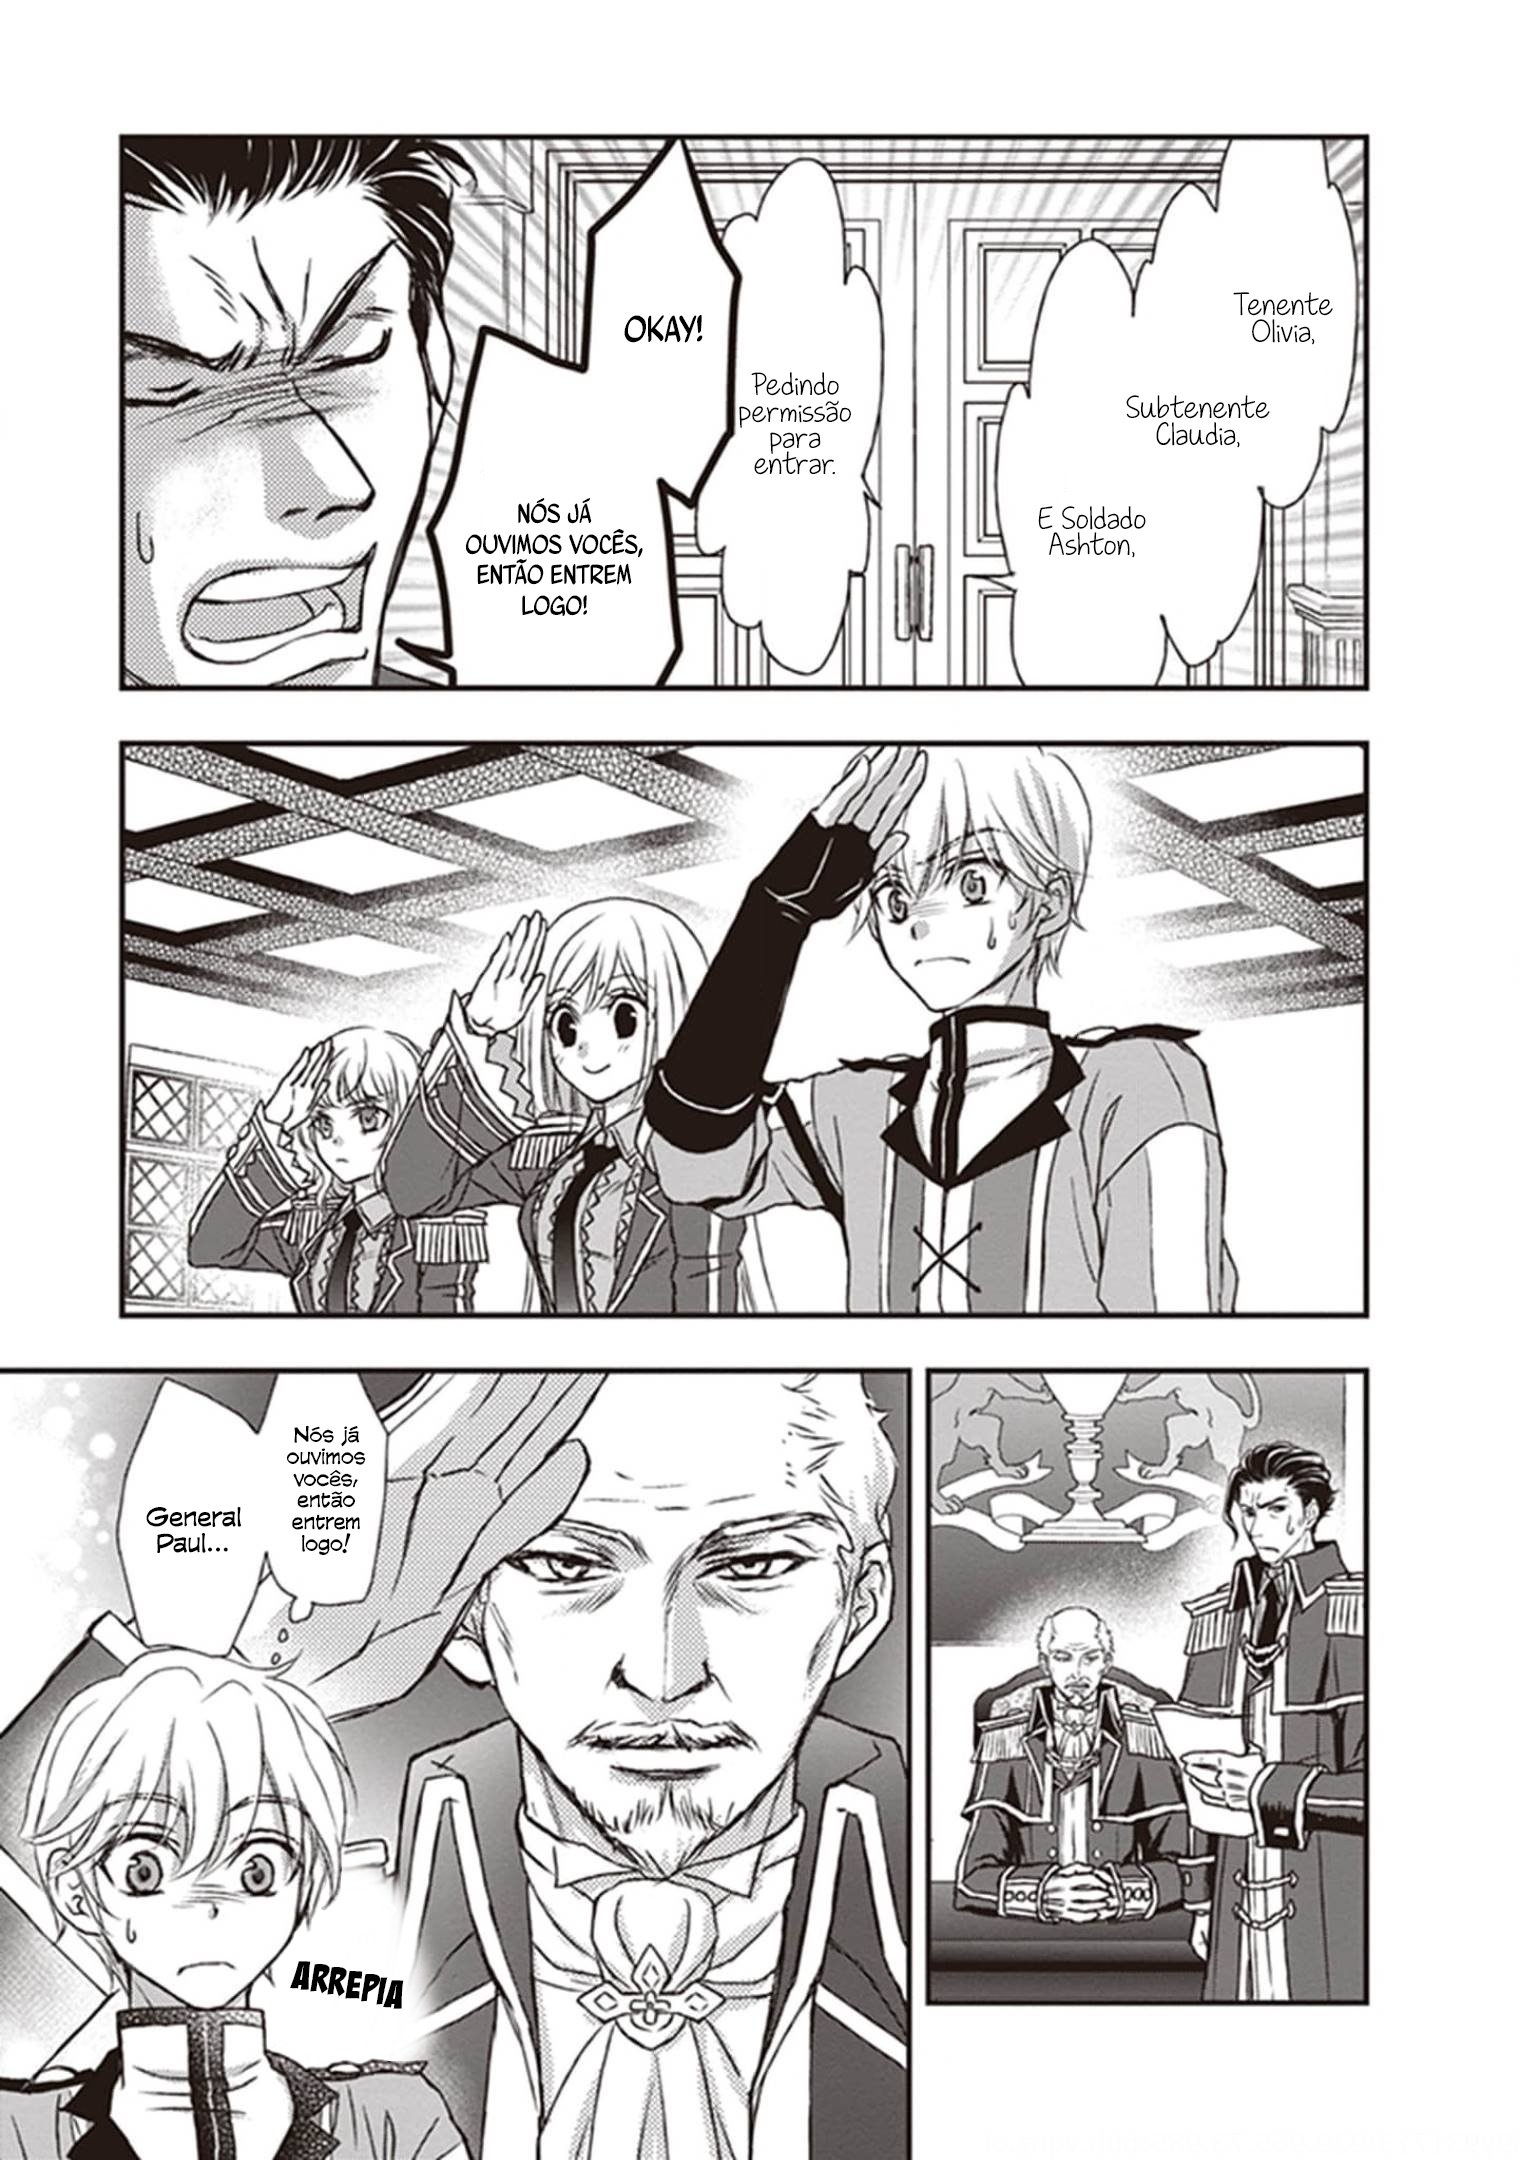 Tenente
Olivia,
Subtenente
Claudia,
E Soldado
Ashton,
Pedindo
permissão
para
entrar.
OKAY!
NÓS JÁ
OUVIMOS VOCÊS,
ENTÃO ENTREM
LOGO!
Nós já
ouvimos
vocês,
então
entrem
logo!
General
Paul...
ARREPIA